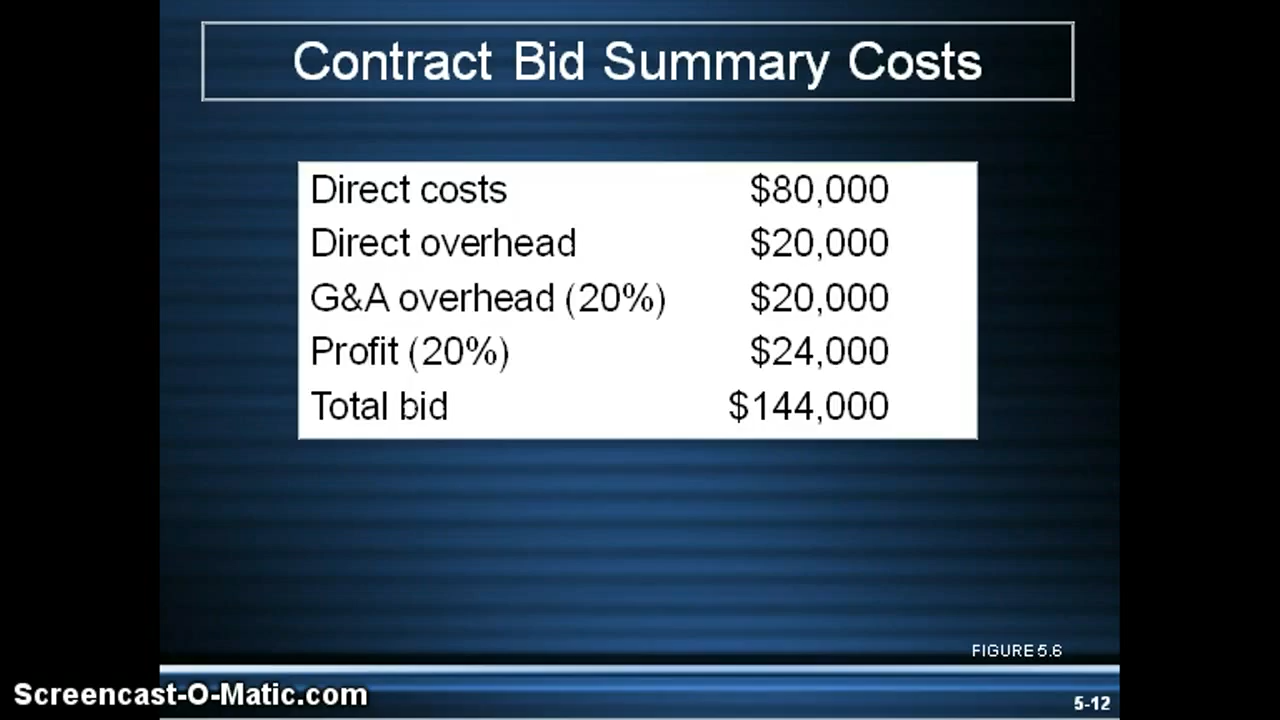 Contract Bid Summary Costs
Direct costs $80,000
Direct overhead $20,000
G&A overhead (20%) $20,000
Profit (20%) $24,000
Total bid $144,000
FIGURE 5.6
Screencast-O-Matic.com
5-12